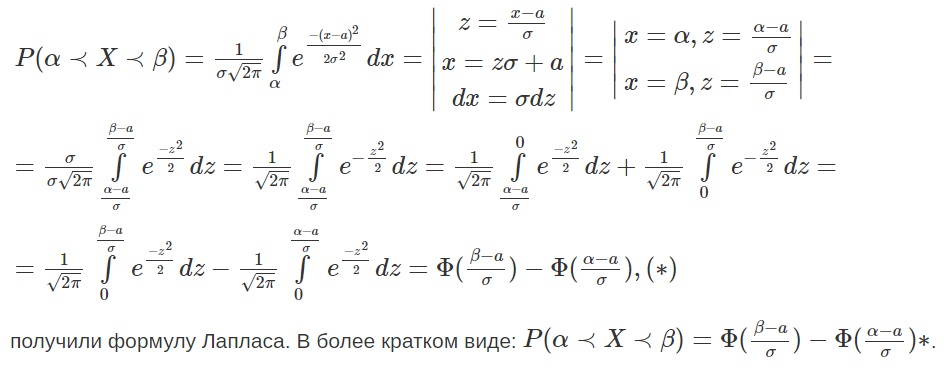 $P(\alpha \prec X \prec \beta) = \frac{1}{\sigma\sqrt{2\pi}} \int\limits_{\alpha}^{\beta} e^{\frac{-(x-a)^2}{2\sigma^2}} dx = \left| \begin{array}{c} z = \frac{x-a}{\sigma} \\ x = z\sigma + a \\ dx = \sigma dz \end{array} \right| = \left| \begin{array}{c} x = \alpha, z = \frac{\alpha-a}{\sigma} \\ x = \beta, z = \frac{\beta-a}{\sigma} \end{array} \right| =$
$= \frac{\sigma}{\sigma\sqrt{2\pi}} \int\limits_{\frac{\alpha-a}{\sigma}}^{\frac{\beta-a}{\sigma}} e^{\frac{-z^2}{2}} dz = \frac{1}{\sqrt{2\pi}} \int\limits_{\frac{\alpha-a}{\sigma}}^{\frac{\beta-a}{\sigma}} e^{-\frac{z^2}{2}} dz = \frac{1}{\sqrt{2\pi}} \int\limits_{\frac{\alpha-a}{\sigma}}^{0} e^{\frac{-z^2}{2}} dz + \frac{1}{\sqrt{2\pi}} \int\limits_{0}^{\frac{\beta-a}{\sigma}} e^{-\frac{z^2}{2}} dz =$
$= \frac{1}{\sqrt{2\pi}} \int\limits_{0}^{\frac{\beta-a}{\sigma}} e^{\frac{-z^2}{2}} dz - \frac{1}{\sqrt{2\pi}} \int\limits_{0}^{\frac{\alpha-a}{\sigma}} e^{\frac{-z^2}{2}} dz = \Phi(\frac{\beta-a}{\sigma}) - \Phi(\frac{\alpha-a}{\sigma}), (*)$
получили формулу Лапласа. В более кратком виде: $P(\alpha \prec X \prec \beta) = \Phi(\frac{\beta-a}{\sigma}) - \Phi(\frac{\alpha-a}{\sigma})*$.